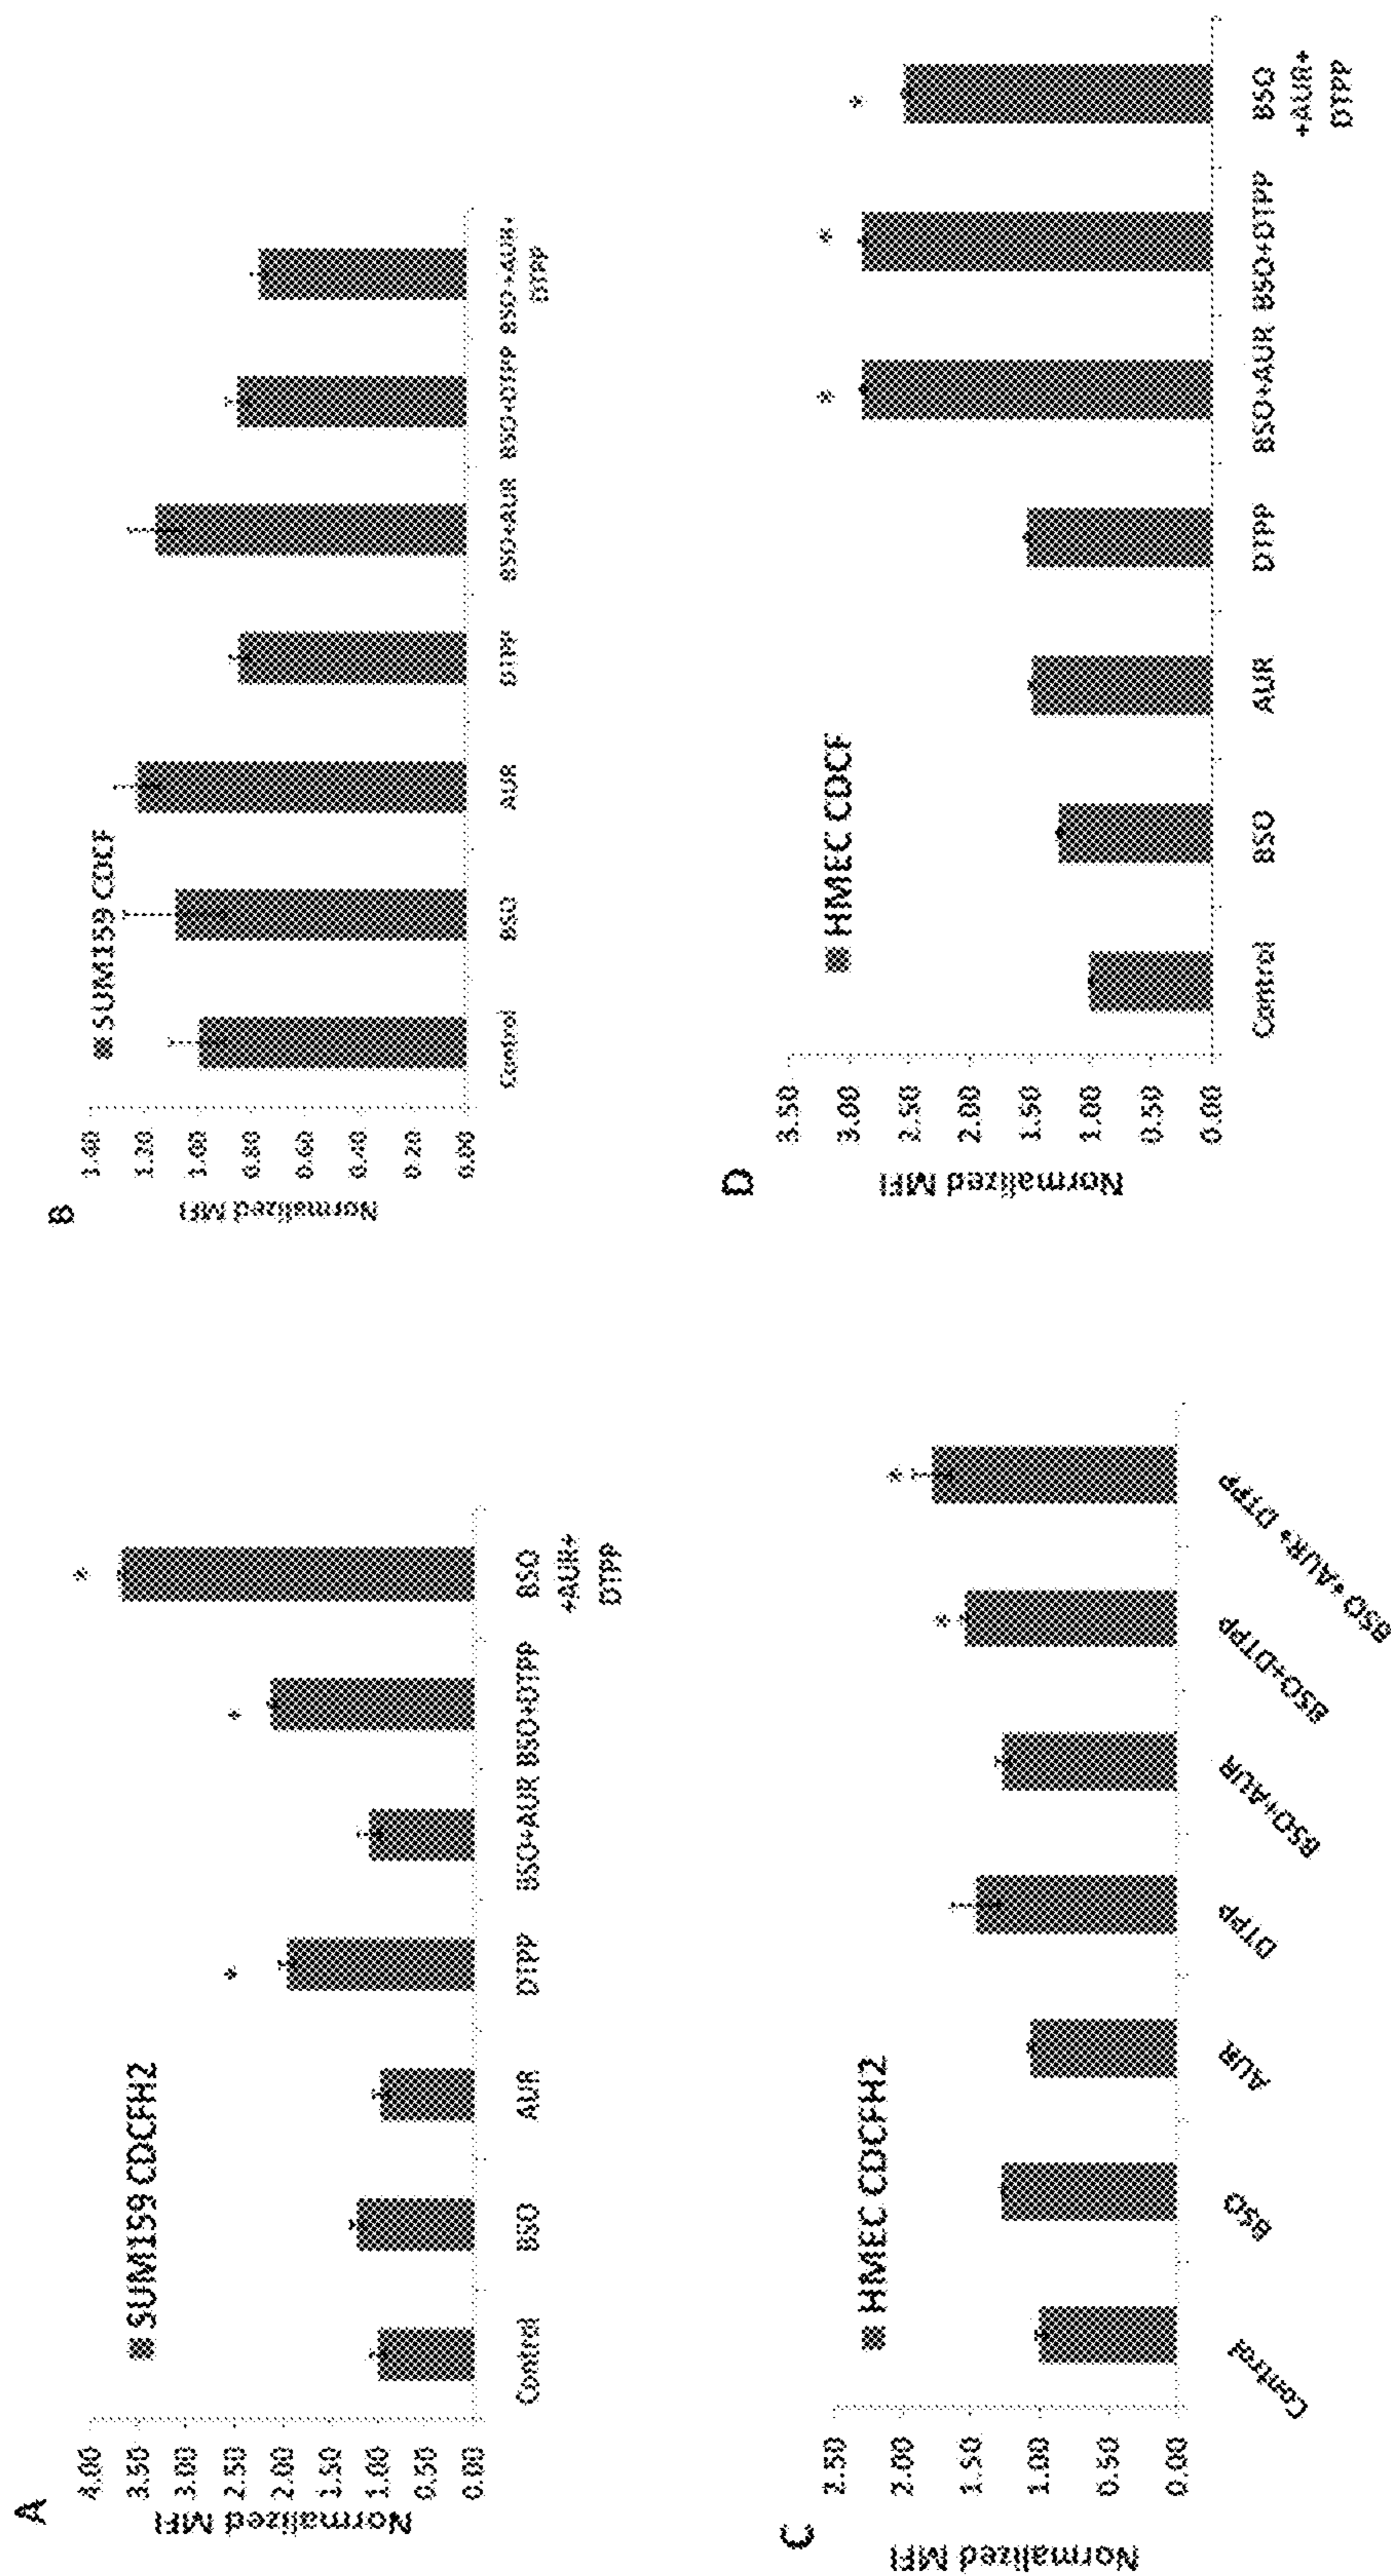 A
SUM159 CDCFH2
Normalized MFI
4.00
3.50
3.00
2.50
2.00
1.50
1.00
0.50
0.00
Control
BSO
AUR
DTPP
*
BSO+AUR
BSO+DTPP
*
BSO
+AUR+
DTPP
*
B
SUM159 CDCF
Normalized MFI
1.40
1.20
1.00
0.80
0.60
0.40
0.20
0.00
Control
BSO
AUR
DTPP
BSO+AUR
BSO+DTPP
BSO+AUR+
DTPP
C
HMEC CDCFH2
Normalized MFI
2.50
2.00
1.50
1.00
0.50
0.00
Control
BSO
AUR
DTPP
BSO+AUR
BSO+DTPP
*
BSO +AUR+ DTPP
*
D
HMEC CDCF
Normalized MFI
3.50
3.00
2.50
2.00
1.50
1.00
0.50
0.00
Control
BSO
AUR
DTPP
BSO+AUR
*
BSO+DTPP
*
BSO
+AUR+
DTPP
*